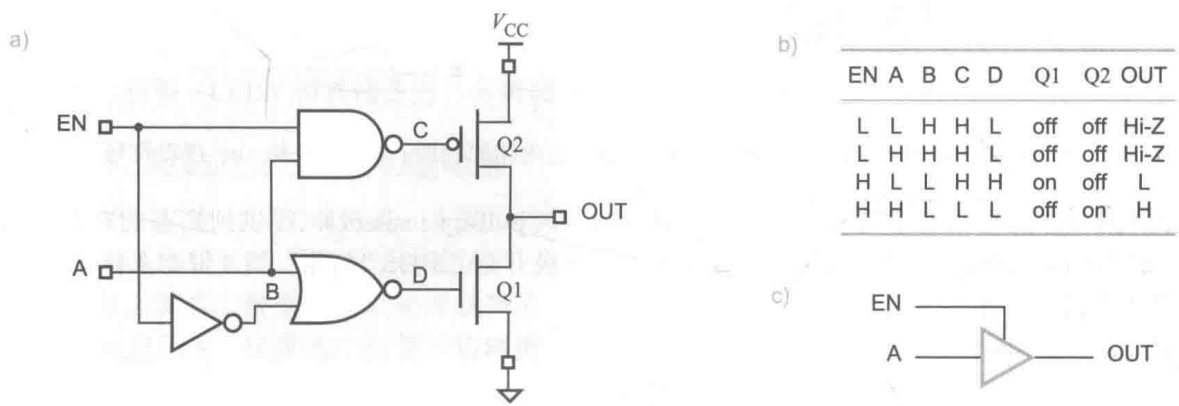 a)
V_CC
EN
C
Q2
OUT
A
B
D
Q1
b)
EN A B C D Q1 Q2 OUT
L L H H L off off Hi-Z
L H H H L off off Hi-Z
H L L H H on off L
H H L L L off on H
c)
EN
A
OUT